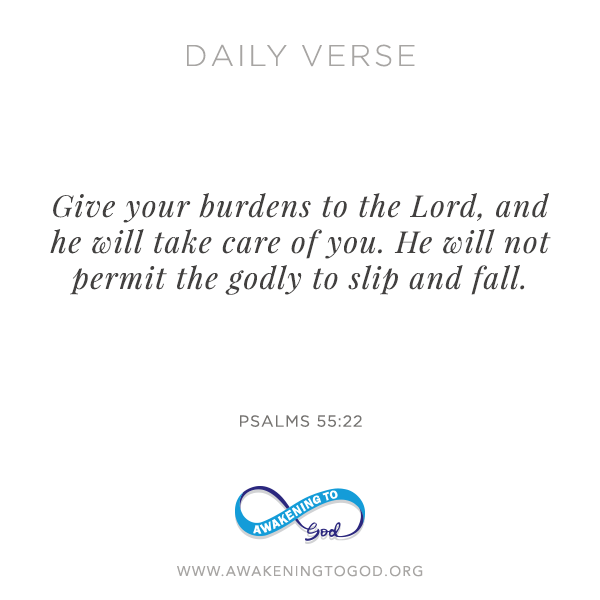 DAILY VERSE
Give your burdens to the Lord, and
he will take care of you. He will not
permit the godly to slip and fall.
PSALMS 55:22
AWAKENING TO
God
WWW.AWAKENINGTOGOD.ORG